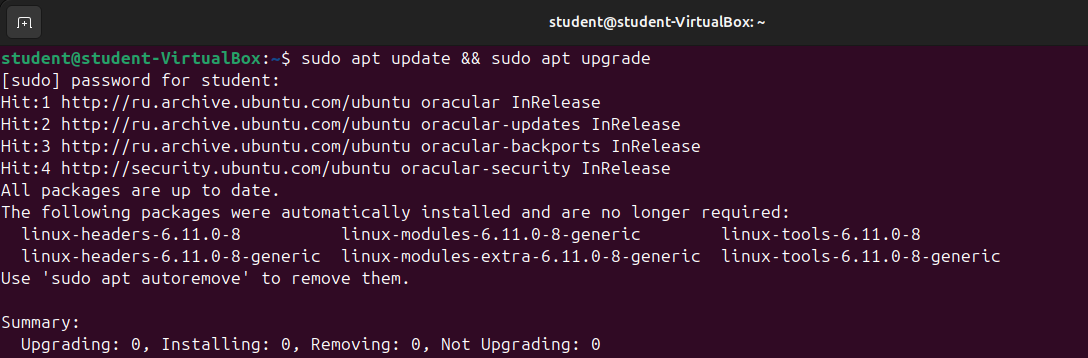 student@student-VirtualBox: ~
student@student-VirtualBox:~$ sudo apt update && sudo apt upgrade
[sudo] password for student:
Hit:1 http://ru.archive.ubuntu.com/ubuntu oracular InRelease
Hit:2 http://ru.archive.ubuntu.com/ubuntu oracular-updates InRelease
Hit:3 http://ru.archive.ubuntu.com/ubuntu oracular-backports InRelease
Hit:4 http://security.ubuntu.com/ubuntu oracular-security InRelease
All packages are up to date.
The following packages were automatically installed and are no longer required:
  linux-headers-6.11.0-8          linux-modules-6.11.0-8-generic        linux-tools-6.11.0-8
  linux-headers-6.11.0-8-generic  linux-modules-extra-6.11.0-8-generic  linux-tools-6.11.0-8-generic
Use 'sudo apt autoremove' to remove them.

Summary:
  Upgrading: 0, Installing: 0, Removing: 0, Not Upgrading: 0